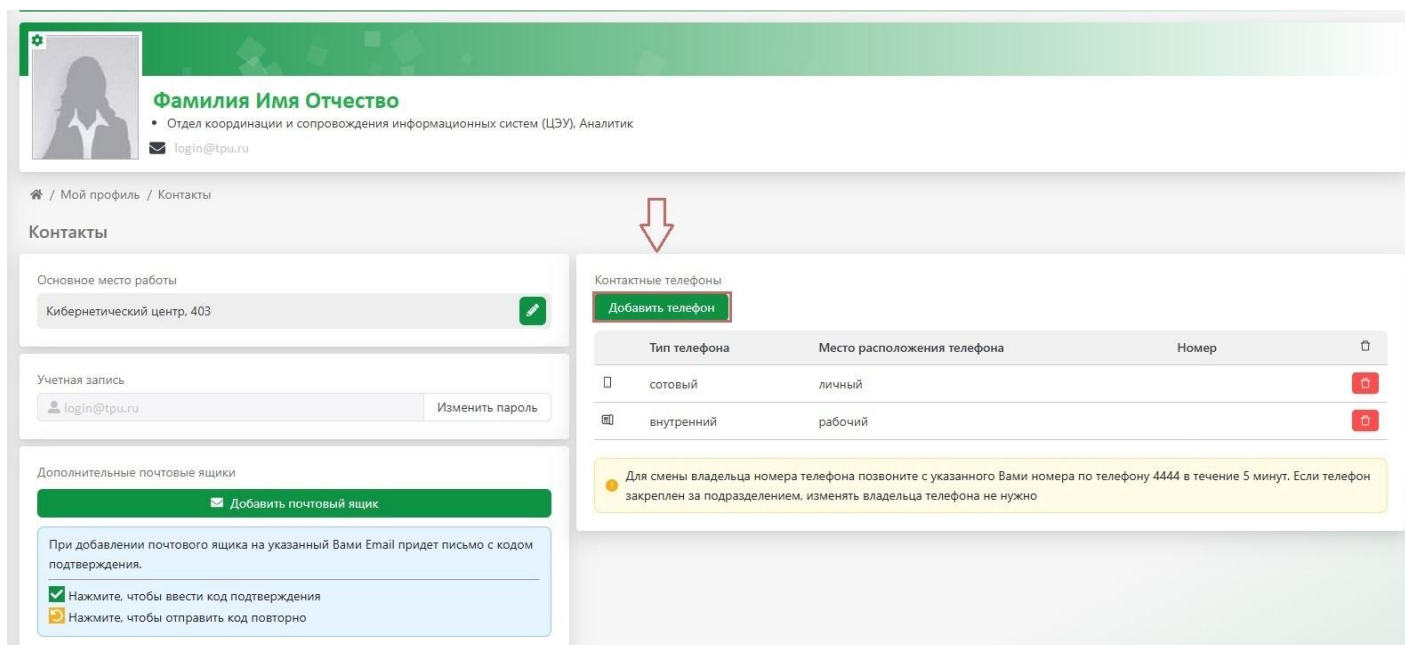 Фамилия Имя Отчество
• Отдел координации и сопровождения информационных систем (ЦЭУ), Аналитик
login@tpu.ru
/ Мой профиль / Контакты
Контакты
Основное место работы
Кибернетический центр, 403
Учетная запись
login@tpu.ru
Изменить пароль
Дополнительные почтовые ящики
Добавить почтовый ящик
При добавлении почтового ящика на указанный Вами Email придет письмо с кодом
подтверждения.
Нажмите, чтобы ввести код подтверждения
Нажмите, чтобы отправить код повторно
Контактные телефоны
Добавить телефон
Тип телефона Место расположения телефона Номер
сотовый личный
внутренний рабочий
Для смены владельца номера телефона позвоните с указанного Вами номера по телефону 4444 в течение 5 минут. Если телефон
закреплен за подразделением, изменять владельца телефона не нужно